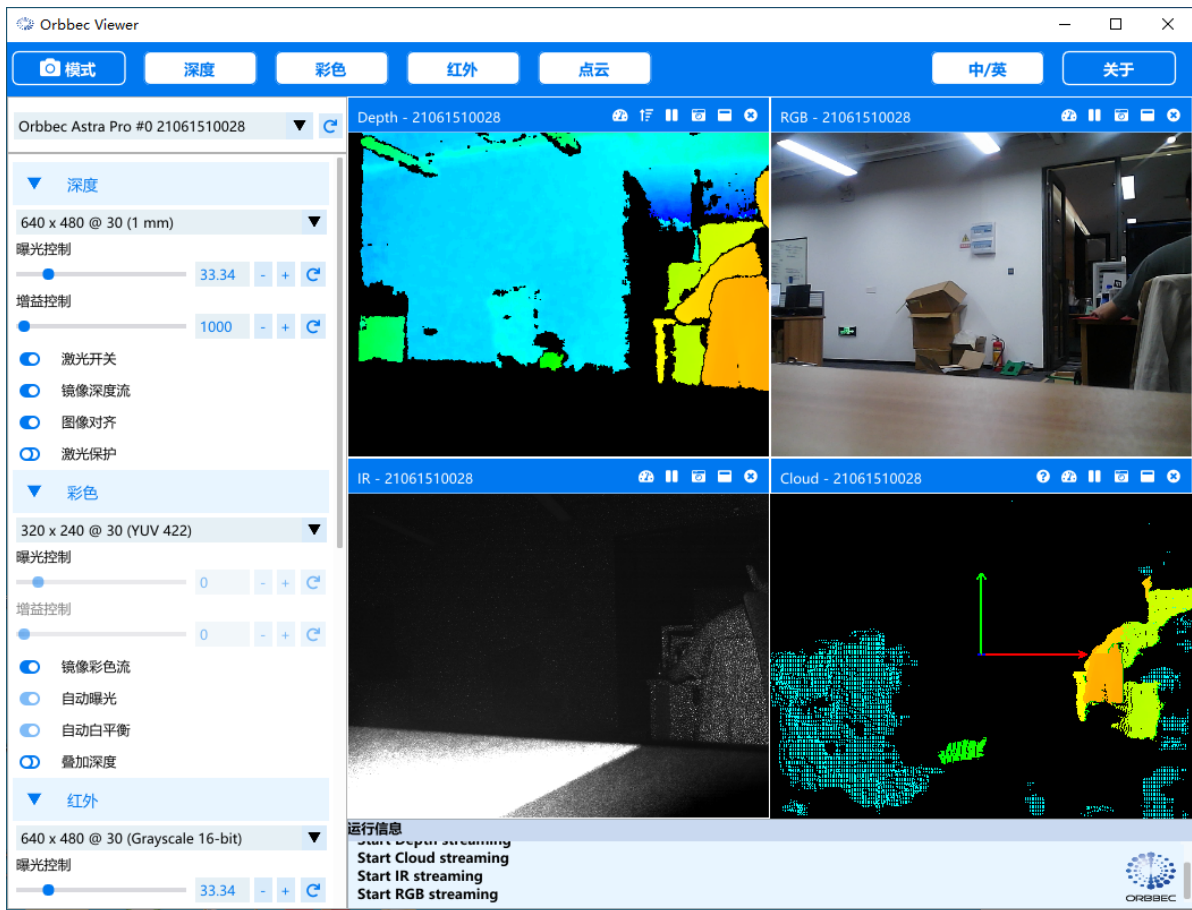 Orbbec Viewer
模式
深度
彩色
红外
点云
中/英
关于
Orbbec Astra Pro #0 21061510028
深度
640 x 480 @ 30 (1 mm)
曝光控制
33.34 - +
增益控制
1000 - +
激光开关
镜像深度流
图像对齐
激光保护
彩色
320 x 240 @ 30 (YUV 422)
曝光控制
0 - +
增益控制
0 - +
镜像彩色流
自动曝光
自动白平衡
叠加深度
红外
640 x 480 @ 30 (Grayscale 16-bit)
曝光控制
33.34 - +
Depth - 21061510028
RGB - 21061510028
IR - 21061510028
Cloud - 21061510028
运行信息
Start Depth streaming
Start Cloud streaming
Start IR streaming
Start RGB streaming
ORBBEC